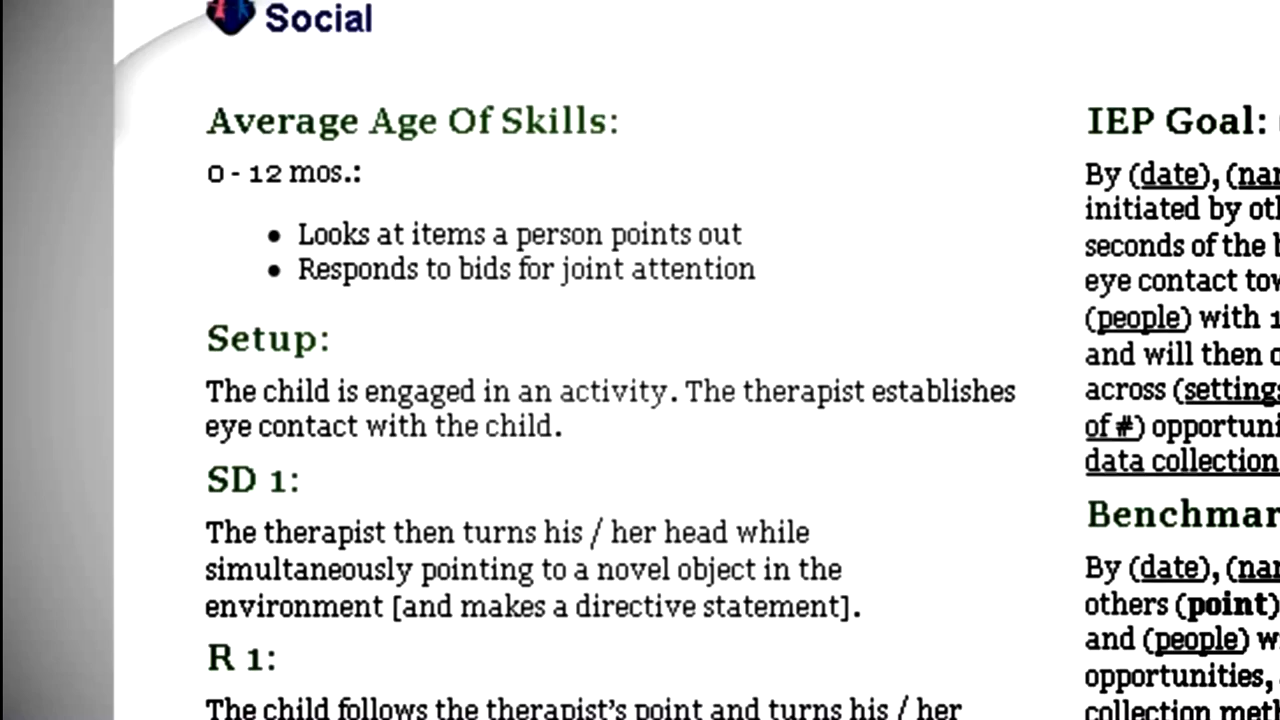 Social
Average Age Of Skills:
0 - 12 mos.:
• Looks at items a person points out
• Responds to bids for joint attention
Setup:
The child is engaged in an activity. The therapist establishes
eye contact with the child.
SD 1:
The therapist then turns his / her head while
simultaneously pointing to a novel object in the
environment [and makes a directive statement].
R 1:
The child follows the therapist's point and turns his / her
IEP Goal:
By (date), (
initiated by
seconds of the
eye contact
(people) with
and will then
across (settings
of #)
data collection
By (date), (
others (point)
and (people)
opportunities,
collection